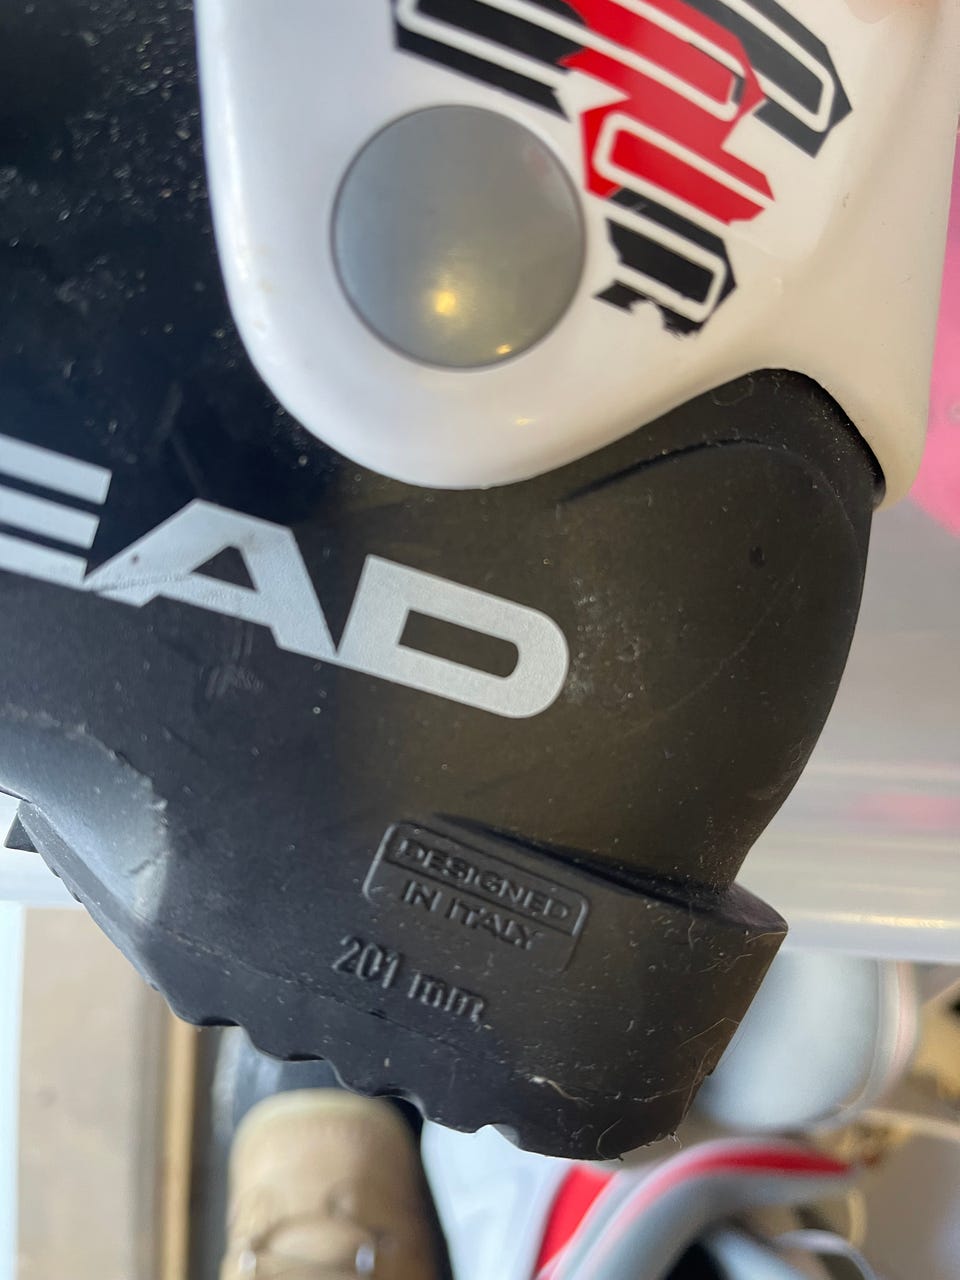 EAD
DESIGNED
IN ITALY
201 mm